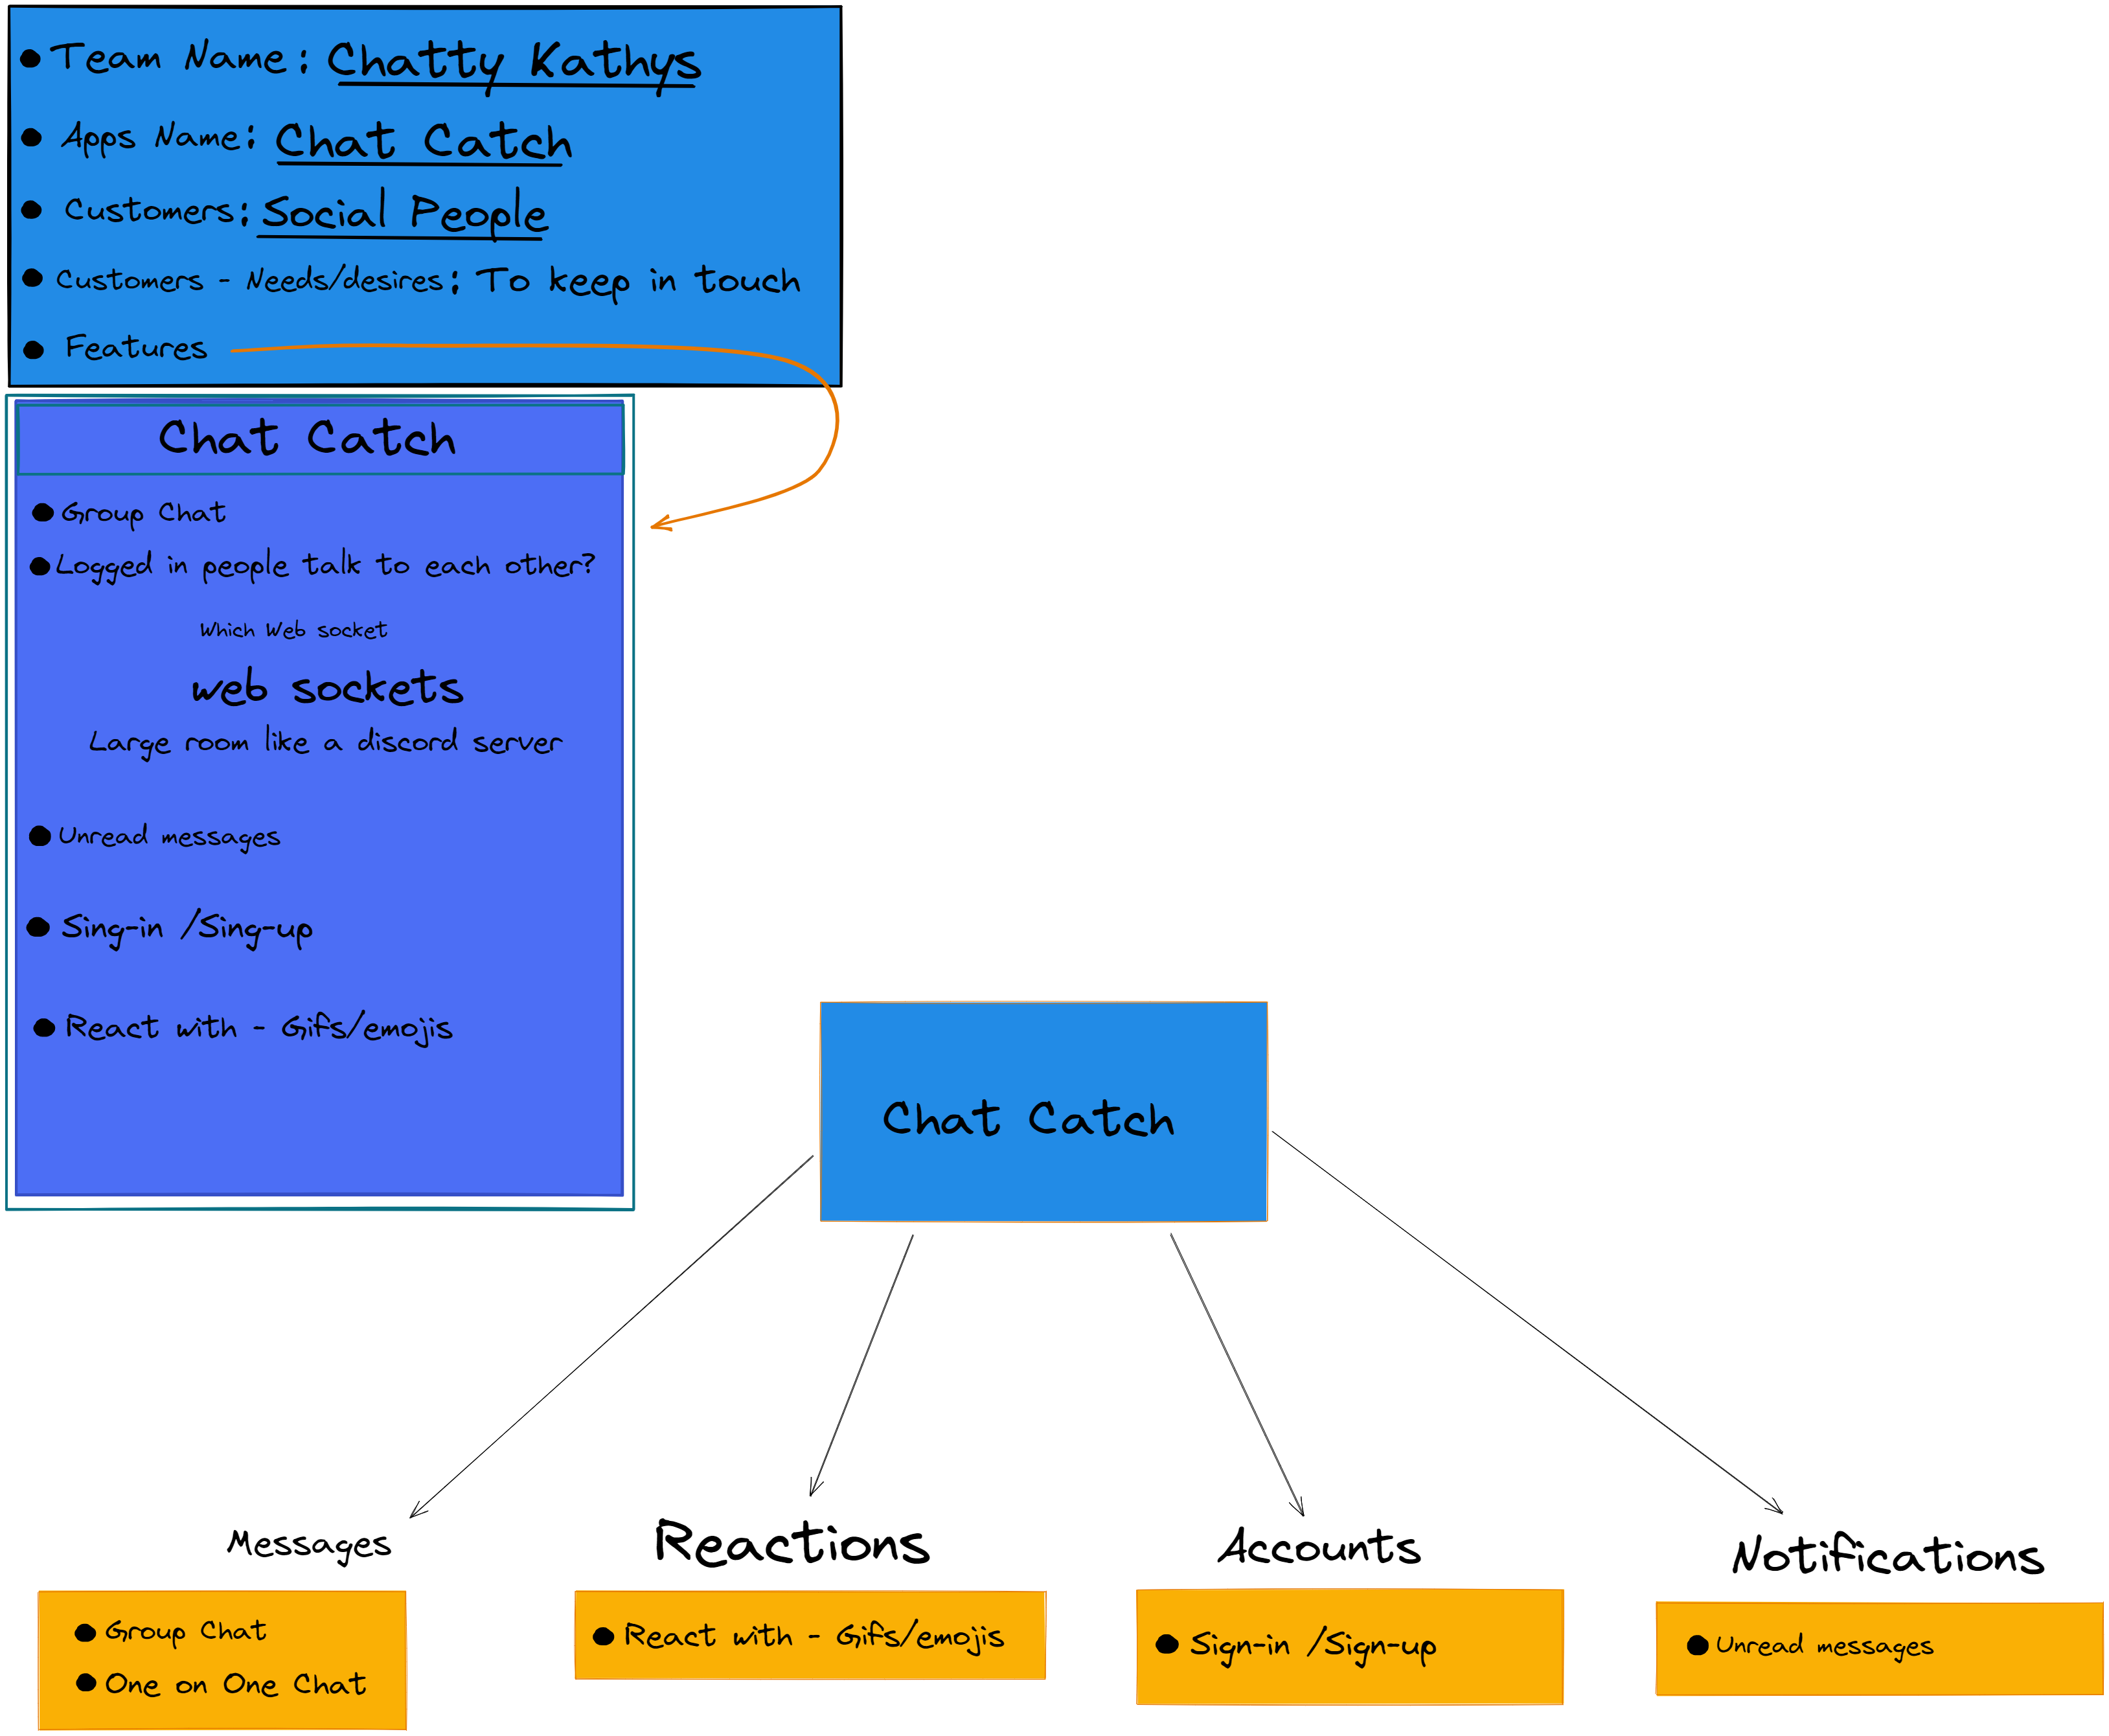 Team Name: Chatty Kathys
Apps Name: Chat Catch
Customers: Social People
Customers - Needs/desires: To keep in touch
Features
Chat Catch
Group Chat
Logged in people talk to each other?
Which Web socket
web sockets
Large room like a discord server
Unread messages
Sing-in /Sing-up
React with - Gifs/emojis
Chat Catch
Messages
Group Chat
One on One Chat
Reactions
React with - Gifs/emojis
Accounts
Sign-in /Sign-up
Notifications
Unread messages